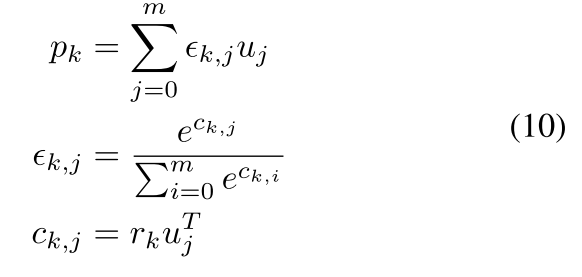 p_k = \sum_{j=0}^{m} \epsilon_{k,j} u_j
\epsilon_{k,j} = \frac{e^{c_{k,j}}}{\sum_{i=0}^{m} e^{c_{k,i}}} (10)
c_{k,j} = r_k u_j^T